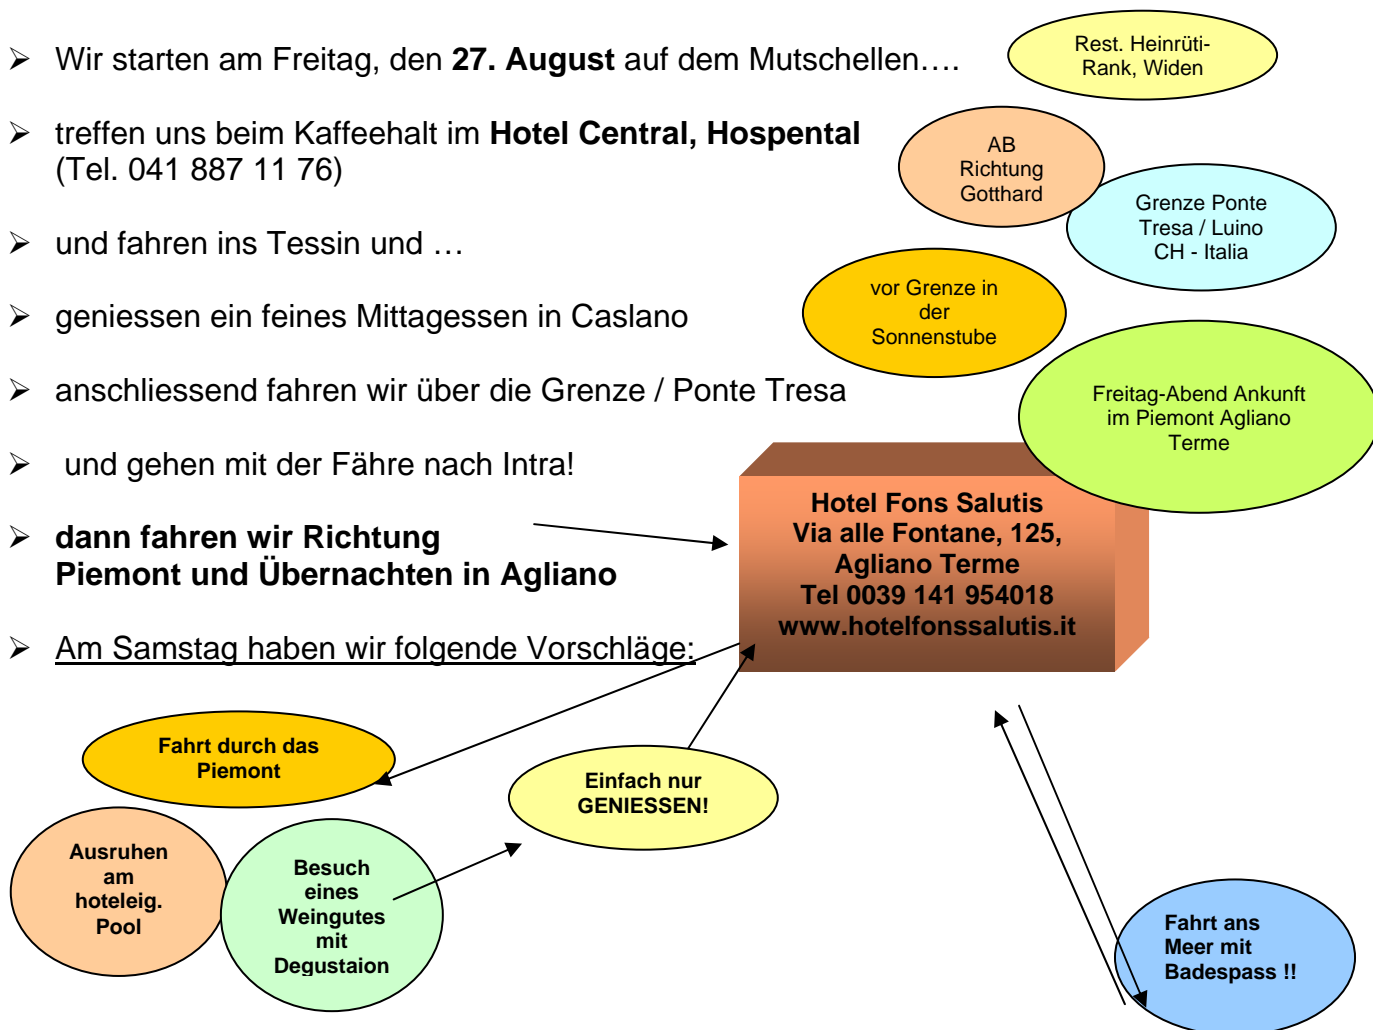 ➢ Wir starten am Freitag, den 27. August auf dem Mutschellen….
Rest. Heinrüti-
Rank, Widen
➢ treffen uns beim Kaffeehalt im Hotel Central, Hospental
(Tel. 041 887 11 76)
AB
Richtung
Gotthard
Grenze Ponte
Tresa / Luino
CH - Italia
➢ und fahren ins Tessin und …
vor Grenze in
der
Sonnenstube
➢ geniessen ein feines Mittagessen in Caslano
➢ anschliessend fahren wir über die Grenze / Ponte Tresa
Freitag-Abend Ankunft
im Piemont Agliano
Terme
➢ und gehen mit der Fähre nach Intra!
➢ dann fahren wir Richtung
Piemont und Übernachten in Agliano
Hotel Fons Salutis
Via alle Fontane, 125,
Agliano Terme
Tel 0039 141 954018
www.hotelfonssalutis.it
➢ Am Samstag haben wir folgende Vorschläge:
Fahrt durch das
Piemont
Einfach nur
GENIESSEN!
Ausruhen
am
hoteleig.
Pool
Besuch
eines
Weingutes
mit
Degustaion
Fahrt ans
Meer mit
Badespass !!